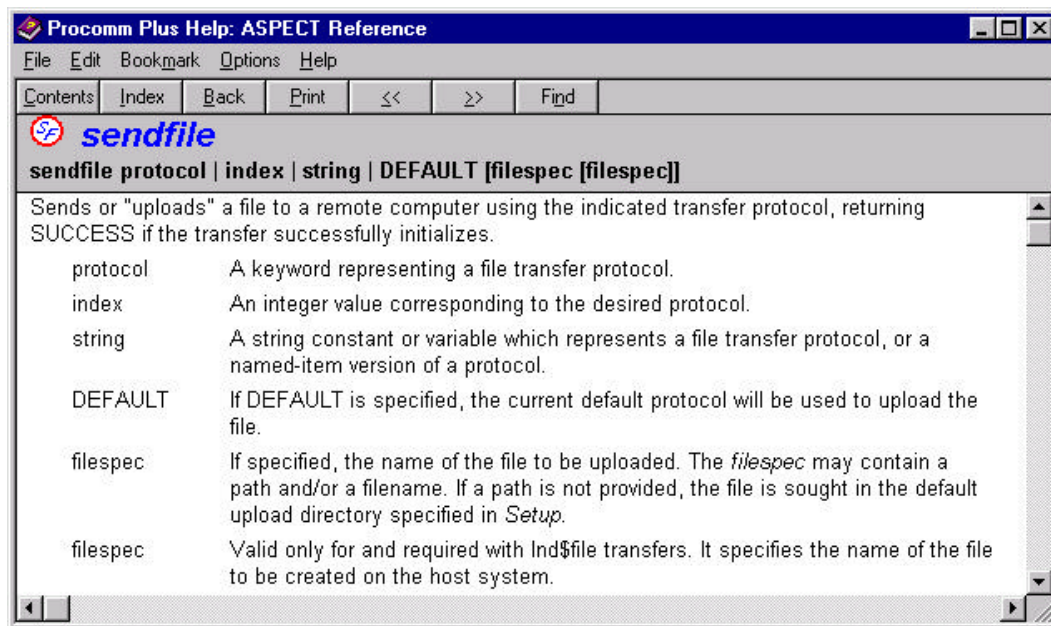 Procomm Plus Help: ASPECT Reference
File Edit Bookmark Options Help
Contents Index Back Print << >> Find
SF sendfile
sendfile protocol | index | string | DEFAULT [filespec [filespec]]
Sends or "uploads" a file to a remote computer using the indicated transfer protocol, returning
SUCCESS if the transfer successfully initializes.
protocol A keyword representing a file transfer protocol.
index An integer value corresponding to the desired protocol.
string A string constant or variable which represents a file transfer protocol, or a
named-item version of a protocol.
DEFAULT If DEFAULT is specified, the current default protocol will be used to upload the
file.
filespec If specified, the name of the file to be uploaded. The filespec may contain a
path and/or a filename. If a path is not provided, the file is sought in the default
upload directory specified in Setup.
filespec Valid only for and required with Ind$file transfers. It specifies the name of the file
to be created on the host system.